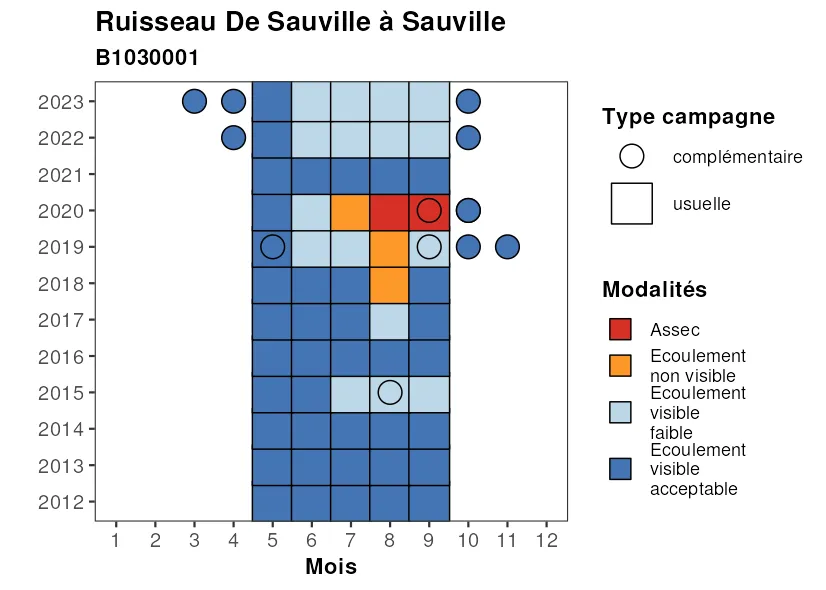 Ruisseau De Sauville à Sauville
B1030001
2023
2022
2021
2020
2019
2018
2017
2016
2015
2014
2013
2012
1 2 3 4 5 6 7 8 9 10 11 12
Mois
Type campagne
complémentaire
usuelle
Modalités
Assec
Ecoulement
non visible
Ecoulement
visible
faible
Ecoulement
visible
acceptable